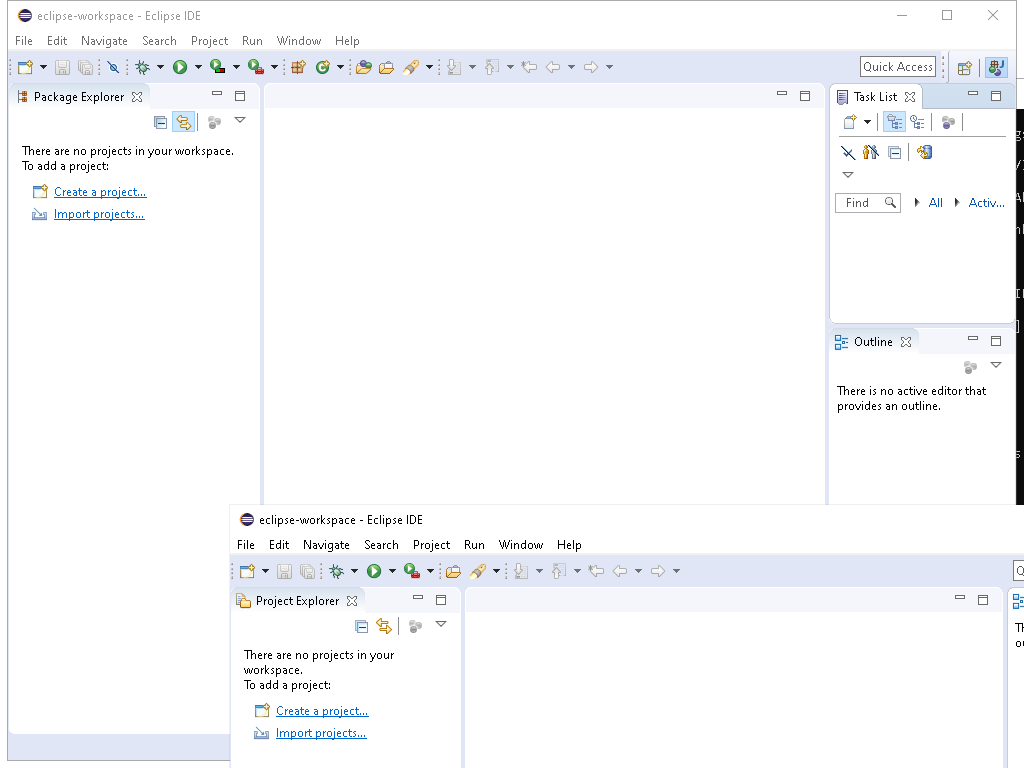 eclipse-workspace - Eclipse IDE
File Edit Navigate Search Project Run Window Help
Quick Access
Package Explorer
There are no projects in your workspace.
To add a project:
Create a project...
Import projects...
Task List
Find All Activ...
Outline
There is no active editor that
provides an outline.
eclipse-workspace - Eclipse IDE
File Edit Navigate Search Project Run Window Help
Project Explorer
There are no projects in your
workspace.
To add a project:
Create a project...
Import projects...